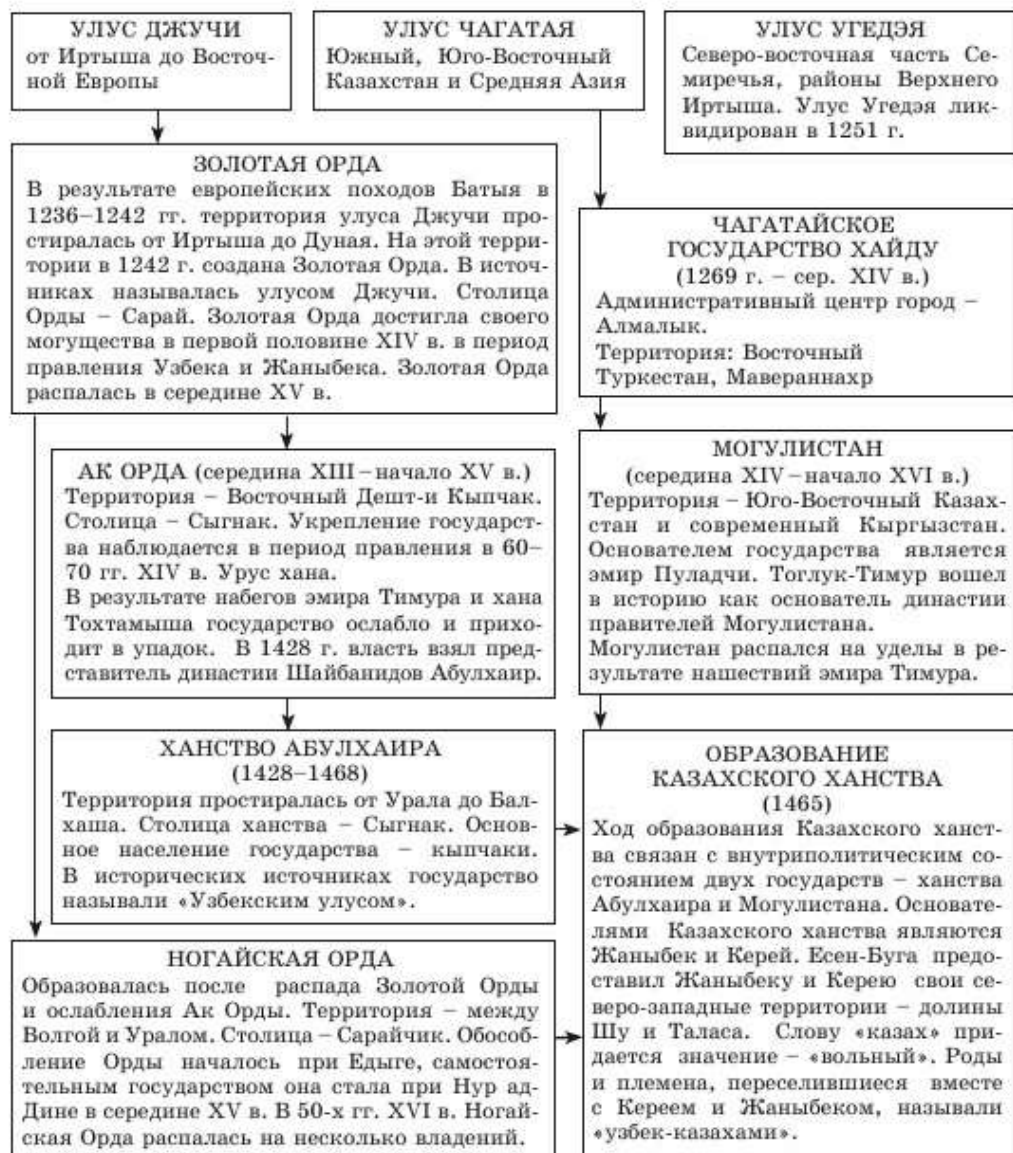 УЛУС ДЖУЧИ
от Иртыша до Восточ-
ной Европы
УЛУС ЧАГАТАЯ
Южный, Юго-Восточный
Казахстан и Средняя Азия
УЛУС УГЕДЭЯ
Северо-восточная часть Се-
миречья, районы Верхнего
Иртыша. Улус Угедэя лик-
видирован в 1251 г.
ЗОЛОТАЯ ОРДА
В результате европейских походов Батыя в
1236–1242 гг. территория улуса Джучи про-
стиралась от Иртыша до Дуная. На этой терри-
тории в 1242 г. создана Золотая Орда. В источ-
никах называлась улусом Джучи. Столица
Орды – Сарай. Золотая Орда достигла своего
могущества в первой половине XIV в. в период
правления Узбека и Жаныбека. Золотая Орда
распалась в середине XV в.
ЧАГАТАЙСКОЕ
ГОСУДАРСТВО ХАЙДУ
(1269 г. – сер. XIV в.)
Административный центр город –
Алмалык.
Территория: Восточный
Туркестан, Мавераннахр
АК ОРДА (середина XIII – начало XV в.)
Территория – Восточный Дешт-и Кыпчак.
Столица – Сыгнак. Укрепление государст-
ва наблюдается в период правления в 60–
70 гг. XIV в. Урус хана.
В результате набегов эмира Тимура и хана
Тохтамыша государство ослабло и прихо-
дит в упадок. В 1428 г. власть взял пред-
ставитель династии Шайбанидов Абулхаир.
МОГУЛИСТАН
(середина XIV – начало XVI в.)
Территория – Юго-Восточный Казах-
стан и современный Кыргызстан.
Основателем государства является
эмир Пуладчи. Тоглук-Тимур вошел
в историю как основатель династии
правителей Могулистана.
Могулистан распался на уделы в ре-
зультате нашествий эмира Тимура.
ХАНСТВО АБУЛХАИРА
(1428–1468)
Территория простиралась от Урала до Бал-
хаша. Столица ханства – Сыгнак. Основ-
ное население государства – кыпчаки.
В исторических источниках государство
называли «Узбекским улусом».
ОБРАЗОВАНИЕ
КАЗАХСКОГО ХАНСТВА
(1465)
Ход образования Казахского ханст-
ва связан с внутриполитическим со-
стоянием двух государств – ханства
Абулхаира и Могулистана. Основате-
лями Казахского ханства являются
Жаныбек и Керей. Есен-Буга предо-
ставил Жаныбеку и Керею свои се-
веро-западные территории – долины
Шу и Таласа. Слову «казах» при-
дается значение – «вольный». Роды
и племена, переселившиеся вместе
с Кереем и Жаныбеком, называли
«узбек-казахами».
НОГАЙСКАЯ ОРДА
Образовалась после распада Золотой Орды
и ослабления Ак Орды. Территория – между
Волгой и Уралом. Столица – Сарайчик. Обособ-
ление Орды началось при Едыге, самостоя-
тельным государством она стала при Нур ад-
Дине в середине XV в. В 50-х гг. XVI в. Ногай-
ская Орда распалась на несколько владений.